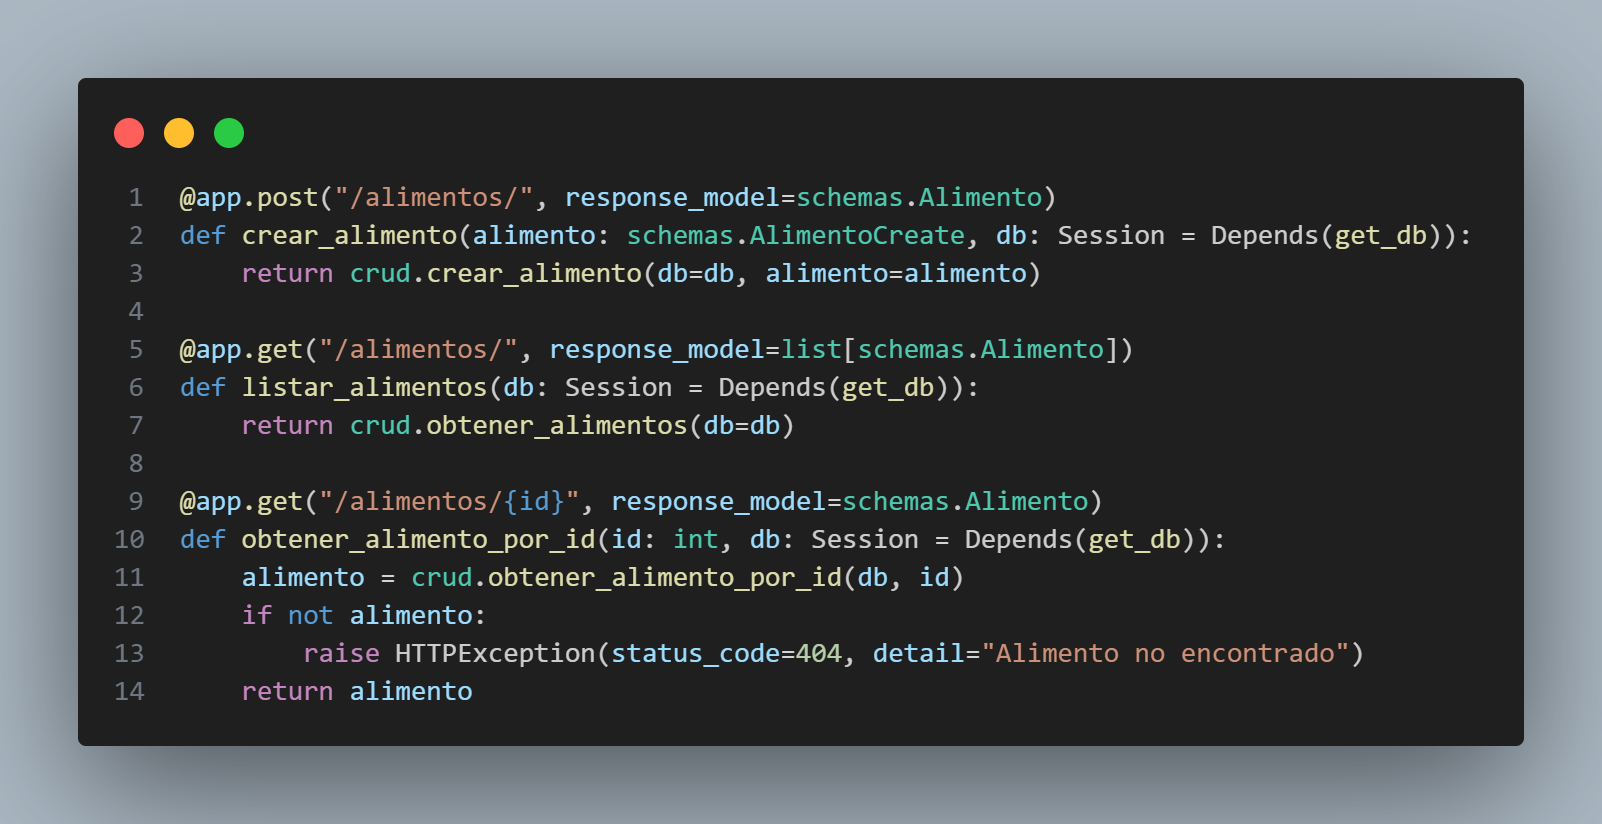 1 @app.post("/alimentos/", response_model=schemas.Alimento)
2 def crear_alimento(alimento: schemas.AlimentoCreate, db: Session = Depends(get_db)):
3     return crud.crear_alimento(db=db, alimento=alimento)
4
5 @app.get("/alimentos/", response_model=list[schemas.Alimento])
6 def listar_alimentos(db: Session = Depends(get_db)):
7     return crud.obtener_alimentos(db=db)
8
9 @app.get("/alimentos/{id}", response_model=schemas.Alimento)
10 def obtener_alimento_por_id(id: int, db: Session = Depends(get_db)):
11     alimento = crud.obtener_alimento_por_id(db, id)
12     if not alimento:
13         raise HTTPException(status_code=404, detail="Alimento no encontrado")
14     return alimento